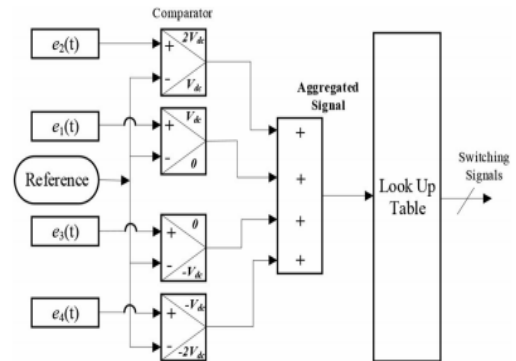 Comparator
e2(t)
+
2Vdc
-
Vdc
e1(t)
+
Vdc
-
0
Reference
e3(t)
+
0
-
-Vdc
e4(t)
+
-Vdc
-
-2Vdc
Aggregated
Signal
+
+
+
+
Look Up
Table
Switching
Signals